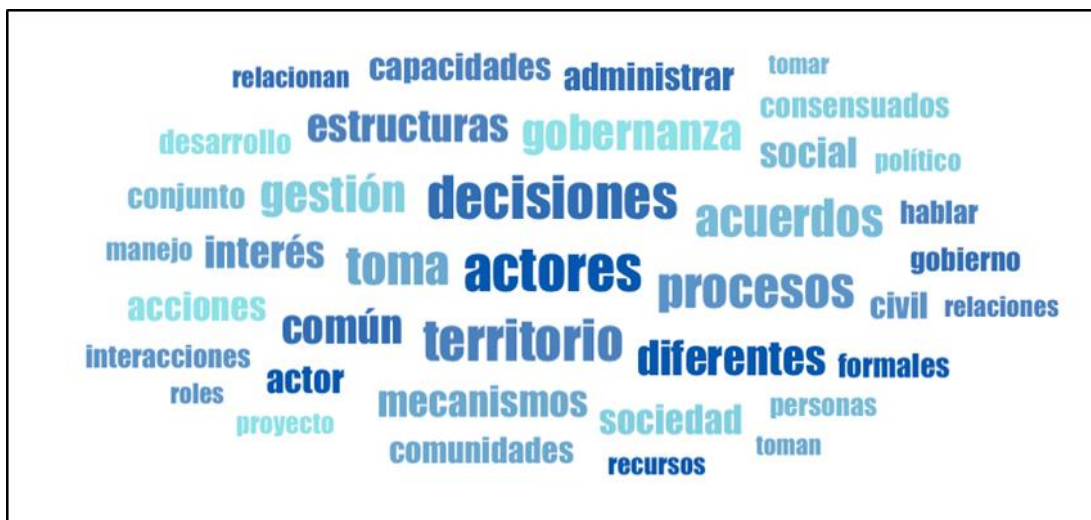 relacionan capacidades administrar tomar
desarrollo estructuras gobernanza consensuados
social político
conjunto gestión decisiones acuerdos hablar
manejo interés toma actores procesos gobierno
acciones común territorio civil relaciones
interacciones actor diferentes formales
roles mecanismos sociedad personas
proyecto comunidades recursos toman